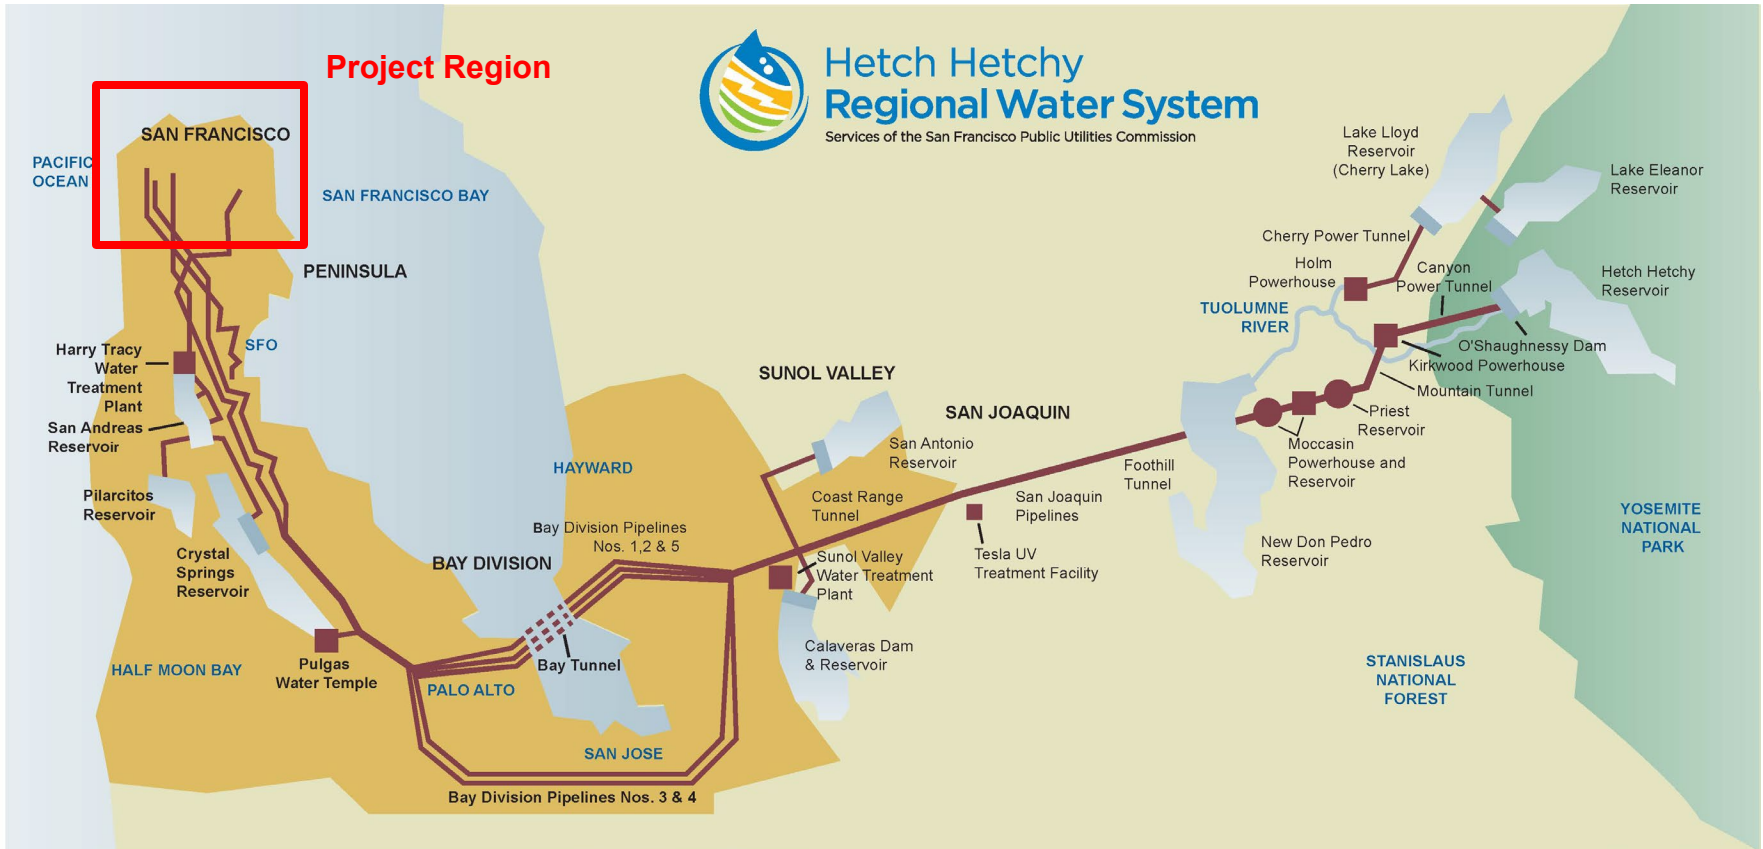 Project Region
Hetch Hetchy
Regional Water System
Services of the San Francisco Public Utilities Commission
SAN FRANCISCO
PACIFIC
OCEAN
SAN FRANCISCO BAY
PENINSULA
SFO
Harry Tracy
Water
Treatment
Plant
San Andreas
Reservoir
Pilarcitos
Reservoir
Crystal
Springs
Reservoir
HALF MOON BAY
Pulgas
Water Temple
PALO ALTO
BAY DIVISION
HAYWARD
Bay Division Pipelines
Nos. 1,2 & 5
Bay Tunnel
SAN JOSE
Bay Division Pipelines Nos. 3 & 4
SUNOL VALLEY
San Antonio
Reservoir
Coast Range
Tunnel
Sunol Valley
Water Treatment
Plant
Calaveras Dam
& Reservoir
SAN JOAQUIN
San Joaquin
Pipelines
Tesla UV
Treatment Facility
Foothill
Tunnel
New Don Pedro
Reservoir
Moccasin
Powerhouse and
Reservoir
Priest
Reservoir
Mountain Tunnel
Kirkwood Powerhouse
O'Shaughnessy Dam
TUOLUMNE
RIVER
Holm
Powerhouse
Cherry Power Tunnel
Canyon
Power Tunnel
Lake Lloyd
Reservoir
(Cherry Lake)
Lake Eleanor
Reservoir
Hetch Hetchy
Reservoir
YOSEMITE
NATIONAL
PARK
STANISLAUS
NATIONAL
FOREST